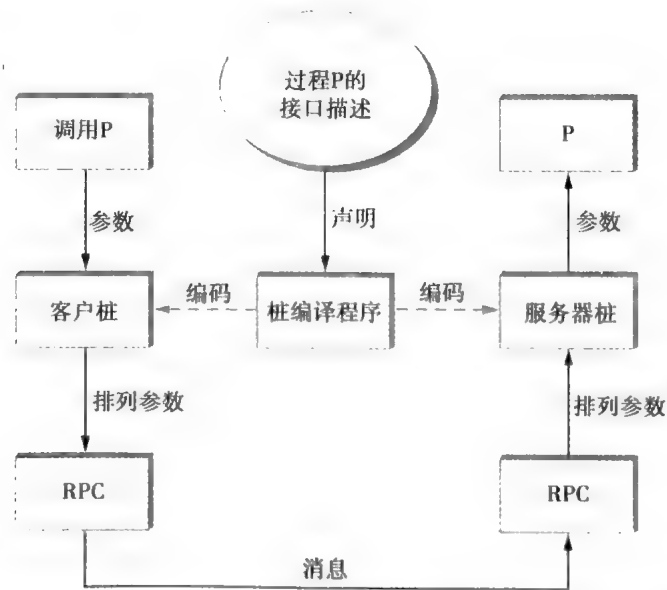 过程P的
接口描述
调用P
P
参数
声明
参数
客户桩
编码
桩编译程序
编码
服务器桩
排列参数
排列参数
RPC
RPC
消息